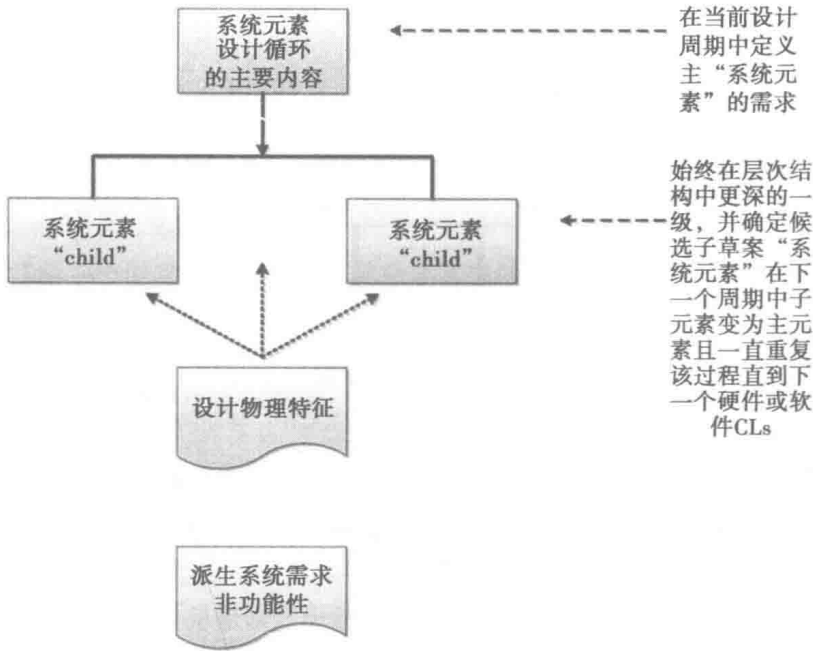 系统元素
设计循环
的主要内容
在当前设计
周期中定义
主“系统元
素”的需求
系统元素
“child”
系统元素
“child”
始终在层次结
构中更深的一
级，并确定候
选子草案“系
统元素”在下
一个周期中子
元素变为主元
素且一直重复
该过程直到下
一个硬件或软
件CLs
设计物理特征
派生系统需求
非功能性